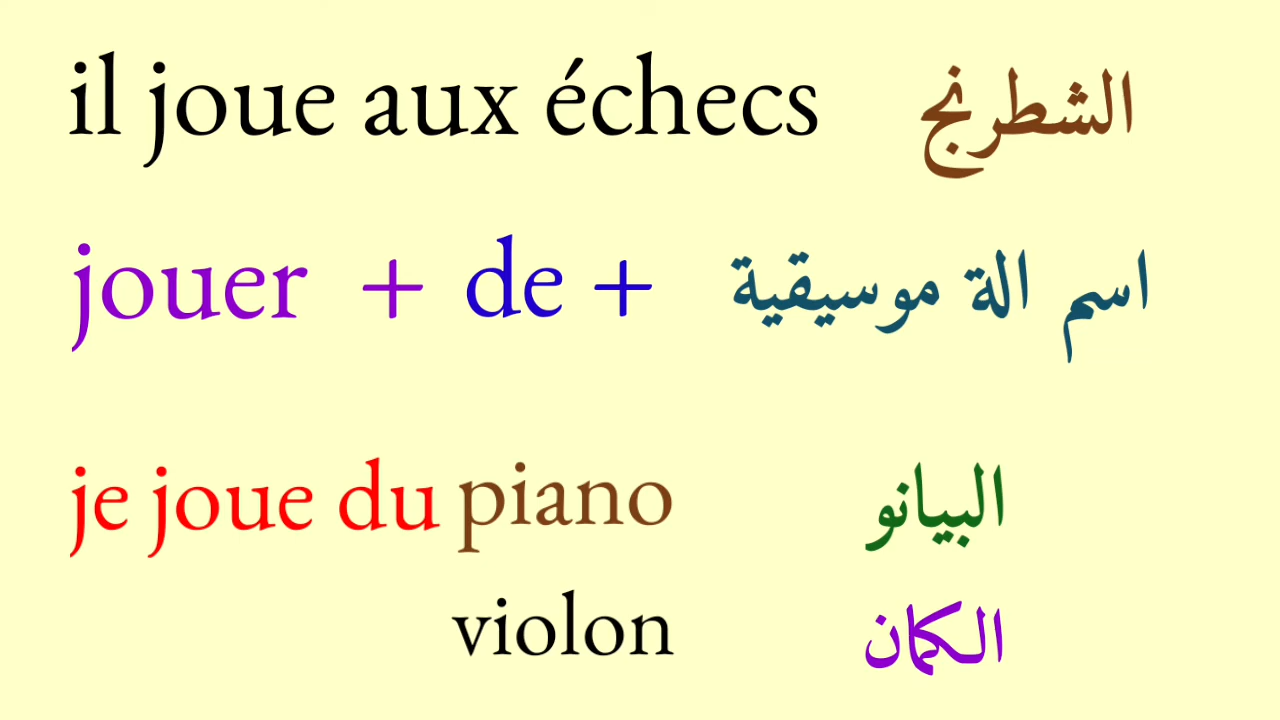 il joue aux échecs الشطرنج
jouer + de + اسم الة موسيقية
je joue du piano البيانو
violon الكمان